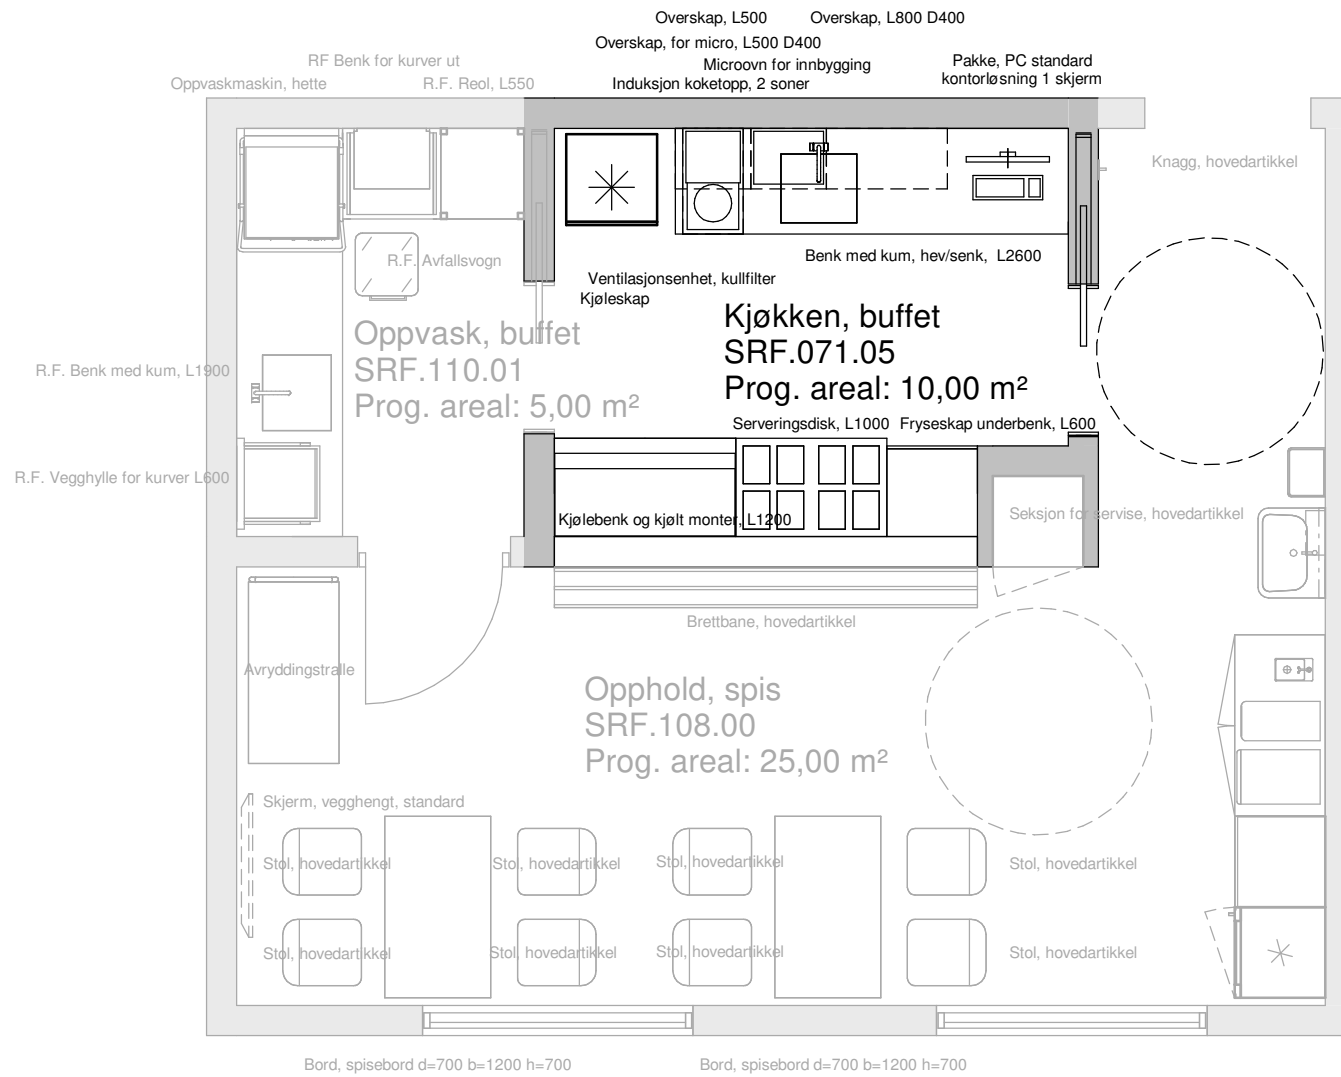 Overskap, L500
Overskap, L800 D400
Overskap, for micro, L500 D400
RF Benk for kurver ut
Microovn for innbygging
Pakke, PC standard
kontorløsning 1 skjerm
Oppvaskmaskin, hette
R.F. Reol, L550
Induksjon koketopp, 2 soner
Knagg, hovedartikkel
R.F. Avfallsvogn
Benk med kum, hev/senk, L2600
Ventilasjonsenhet, kullfilter
Kjøleskap
Kjøkken, buffet
SRF.071.05
Prog. areal: 10,00 m²
Oppvask, buffet
SRF.110.01
Prog. areal: 5,00 m²
R.F. Benk med kum, L1900
Serveringsdisk, L1000
Fryseskap underbenk, L600
R.F. Vegghylle for kurver L600
Kjølebenk og kjølt monter, L1200
Seksjon for servise, hovedartikkel
Brettbane, hovedartikkel
Avryddingstralle
Opphold, spis
SRF.108.00
Prog. areal: 25,00 m²
Skjerm, vegghengt, standard
Stol, hovedartikkel
Stol, hovedartikkel
Stol, hovedartikkel
Stol, hovedartikkel
Stol, hovedartikkel
Stol, hovedartikkel
Stol, hovedartikkel
Stol, hovedartikkel
Bord, spisebord d=700 b=1200 h=700
Bord, spisebord d=700 b=1200 h=700